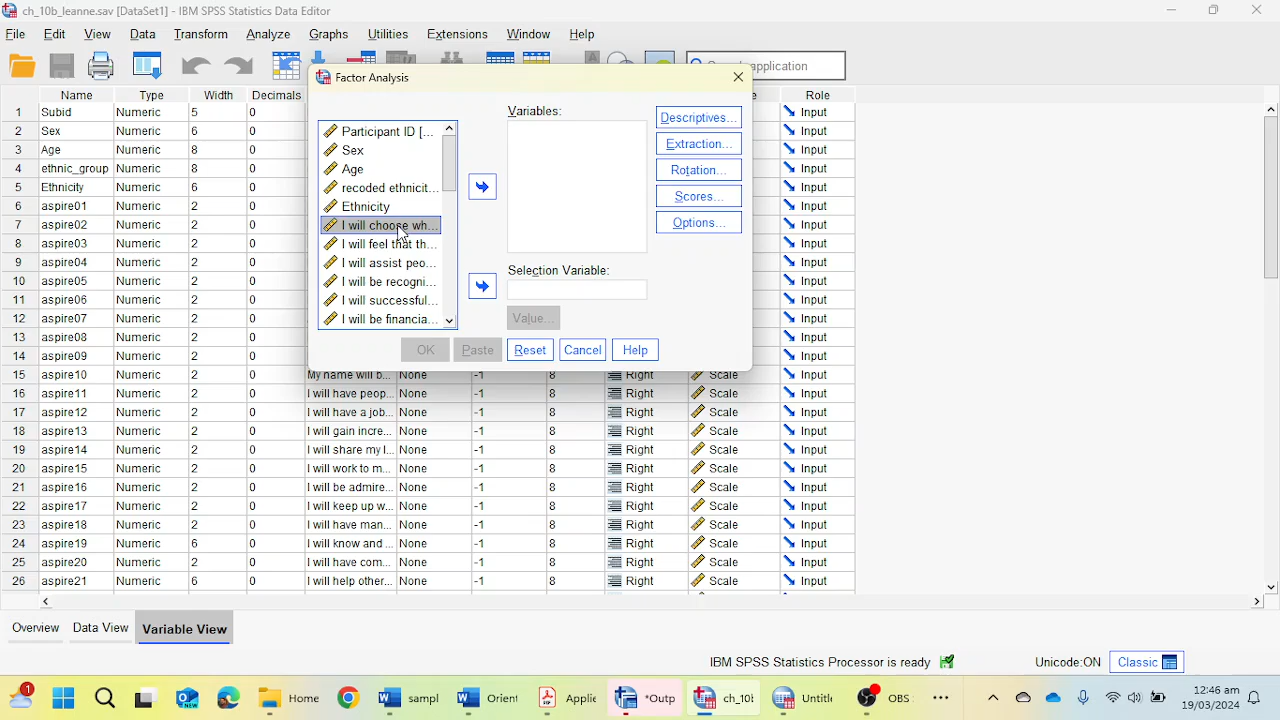 ch_10b_leanne.sav [DataSet1] - IBM SPSS Statistics Data Editor
File Edit View Data Transform Analyze Graphs Utilities Extensions Window Help
application
Factor Analysis
Name Type Width Decimals Role
1 Subid Numeric 5 0 Input
2 Sex Numeric 6 0 Input
3 Age Numeric 8 0 Input
4 ethnic_group Numeric 8 0 Input
5 Ethnicity Numeric 6 0 Input
6 aspire01 Numeric 2 0 Input
7 aspire02 Numeric 2 0 Input
8 aspire03 Numeric 2 0 Input
9 aspire04 Numeric 2 0 Input
10 aspire05 Numeric 2 0 Input
11 aspire06 Numeric 2 0 Input
12 aspire07 Numeric 2 0 Input
13 aspire08 Numeric 2 0 Input
14 aspire09 Numeric 2 0 Input
15 aspire10 Numeric 2 0 My name will b... None -1 8 Right Scale Input
16 aspire11 Numeric 2 0 I will have peop... None -1 8 Right Scale Input
17 aspire12 Numeric 2 0 I will have a job... None -1 8 Right Scale Input
18 aspire13 Numeric 2 0 I will gain incre... None -1 8 Right Scale Input
19 aspire14 Numeric 2 0 I will share my l... None -1 8 Right Scale Input
20 aspire15 Numeric 2 0 I will work to m... None -1 8 Right Scale Input
21 aspire16 Numeric 2 0 I will be admire... None -1 8 Right Scale Input
22 aspire17 Numeric 2 0 I will keep up w... None -1 8 Right Scale Input
23 aspire18 Numeric 2 0 I will have man... None -1 8 Right Scale Input
24 aspire19 Numeric 6 0 I will know and ... None -1 8 Right Scale Input
25 aspire20 Numeric 2 0 I will have com... None -1 8 Right Scale Input
26 aspire21 Numeric 6 0 I will help other... None -1 8 Right Scale Input
Participant ID [...
Sex
Age
recoded ethnicit...
Ethnicity
I will choose wh...
I will feel that th...
I will assist peo...
I will be recogni...
I will successful...
I will be financia...
Variables:
Selection Variable:
Value...
Descriptives...
Extraction...
Rotation...
Scores...
Options...
OK Paste Reset Cancel Help
Overview Data View Variable View
IBM SPSS Statistics Processor is ready Unicode:ON Classic
1 NEW Home sampl Orient Applie *Outp ch_10b Untitle OBS 12:46 am
19/03/2024